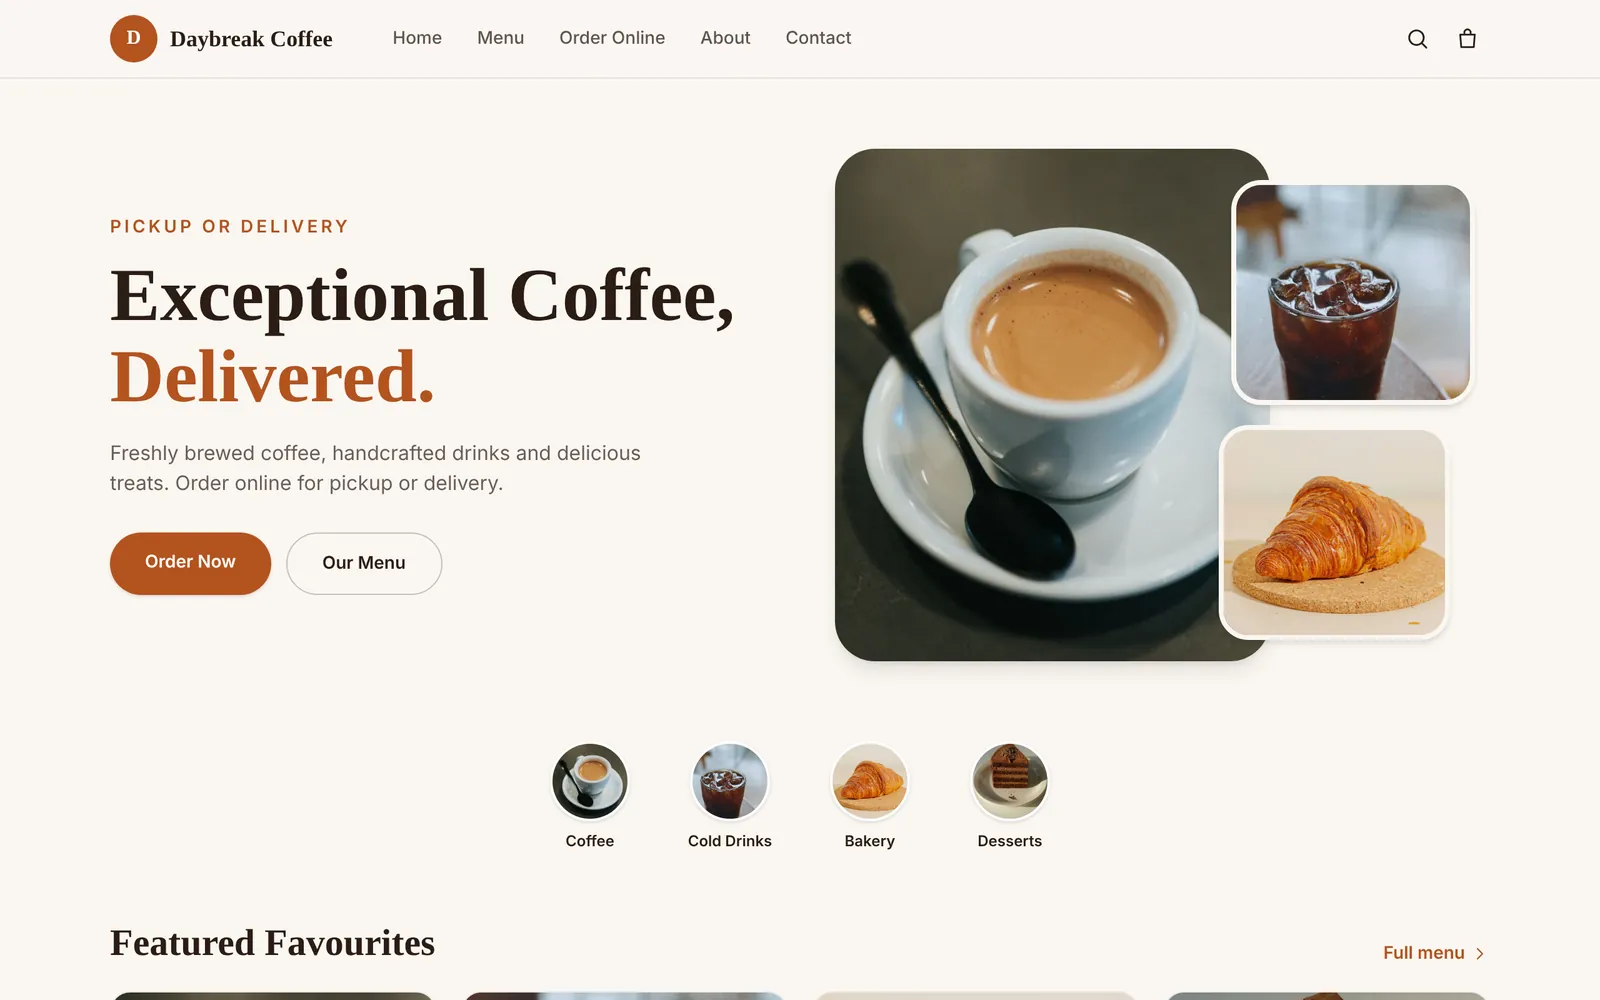 D
Daybreak Coffee
Home
Menu
Order Online
About
Contact
PICKUP OR DELIVERY
Exceptional Coffee,
Delivered.
Freshly brewed coffee, handcrafted drinks and delicious
treats. Order online for pickup or delivery.
Order Now
Our Menu
Coffee
Cold Drinks
Bakery
Desserts
Featured Favourites
Full menu